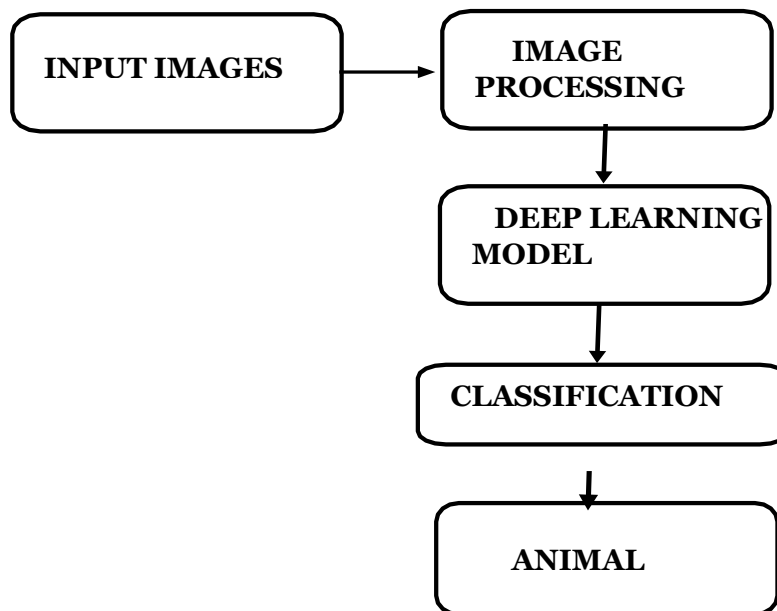 INPUT IMAGES
IMAGE
PROCESSING
DEEP LEARNING
MODEL
CLASSIFICATION
ANIMAL